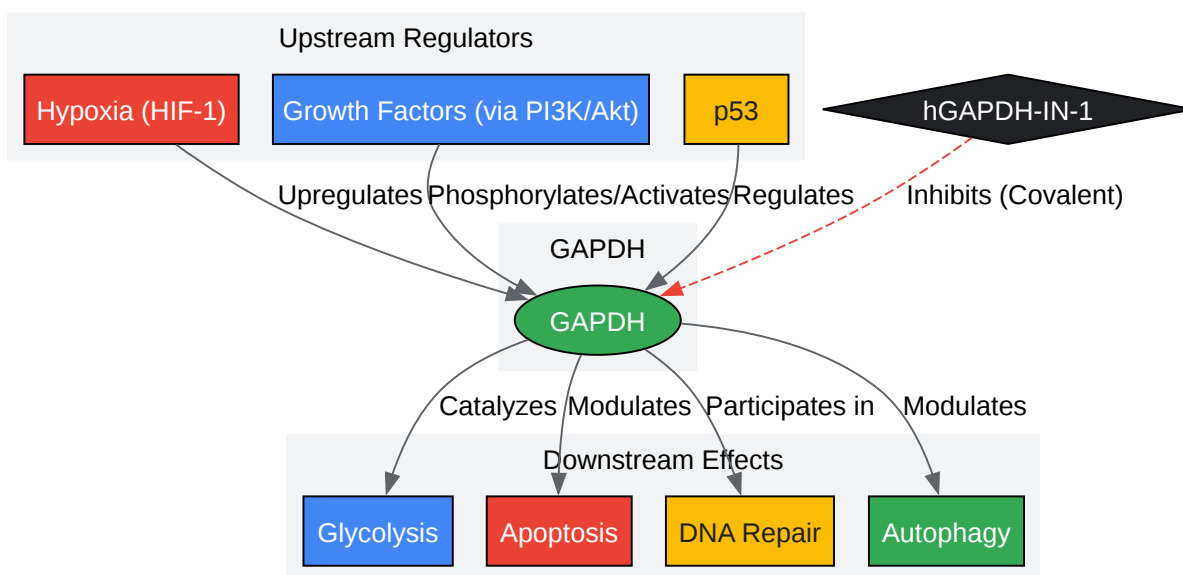 Upstream Regulators
Hypoxia (HIF-1)
Growth Factors (via PI3K/Akt)
p53
hGAPDH-IN-1
Upregulates
Phosphorylates/Activates
Regulates
Inhibits (Covalent)
GAPDH
GAPDH
Catalyzes
Modulates
Participates in
Modulates
Downstream Effects
Glycolysis
Apoptosis
DNA Repair
Autophagy